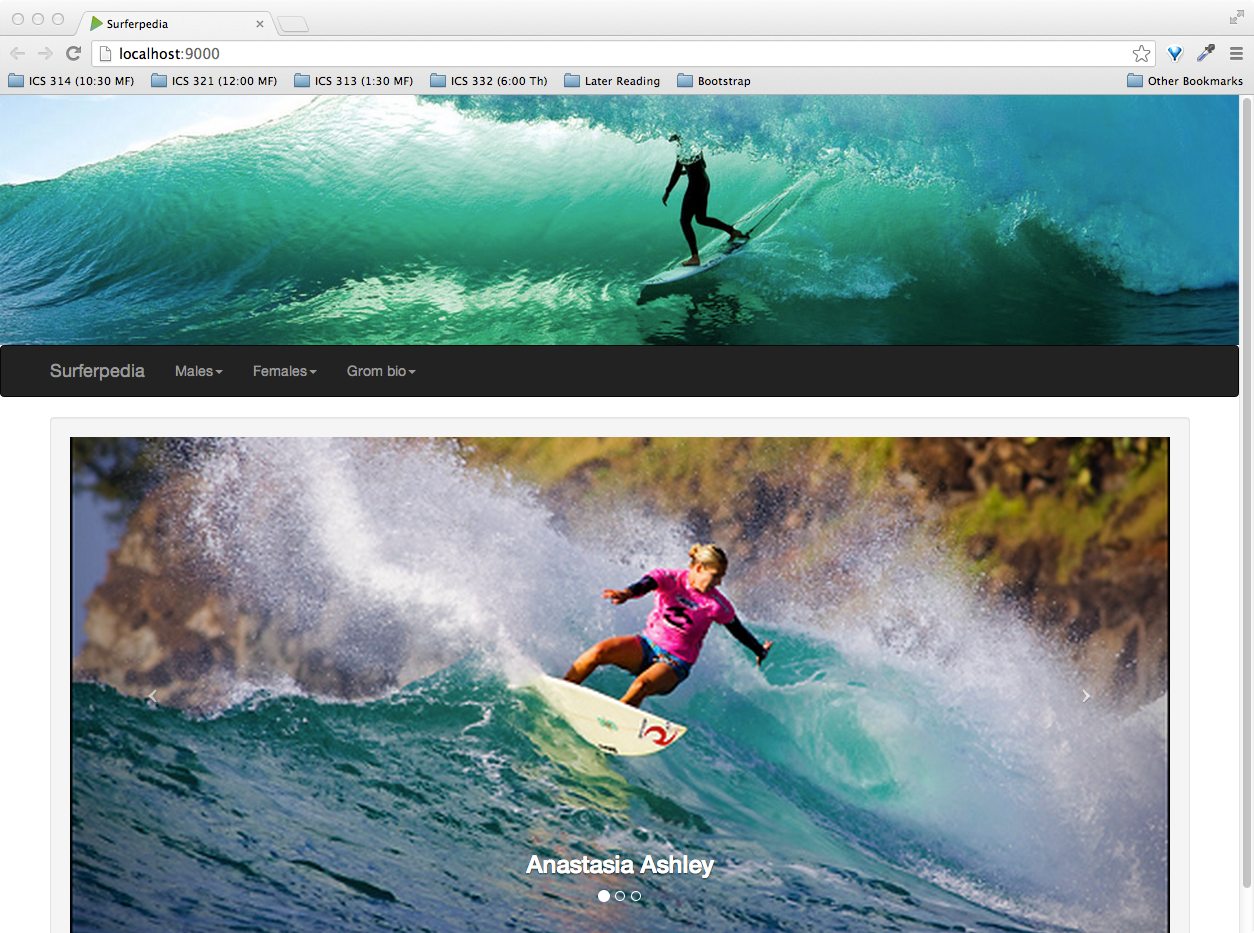 Surferpedia
localhost:9000
ICS 314 (10:30 MF) ICS 321 (12:00 MF) ICS 313 (1:30 MF) ICS 332 (6:00 Th) Later Reading Bootstrap Other Bookmarks
Surferpedia Males Females Grom bio
Anastasia Ashley